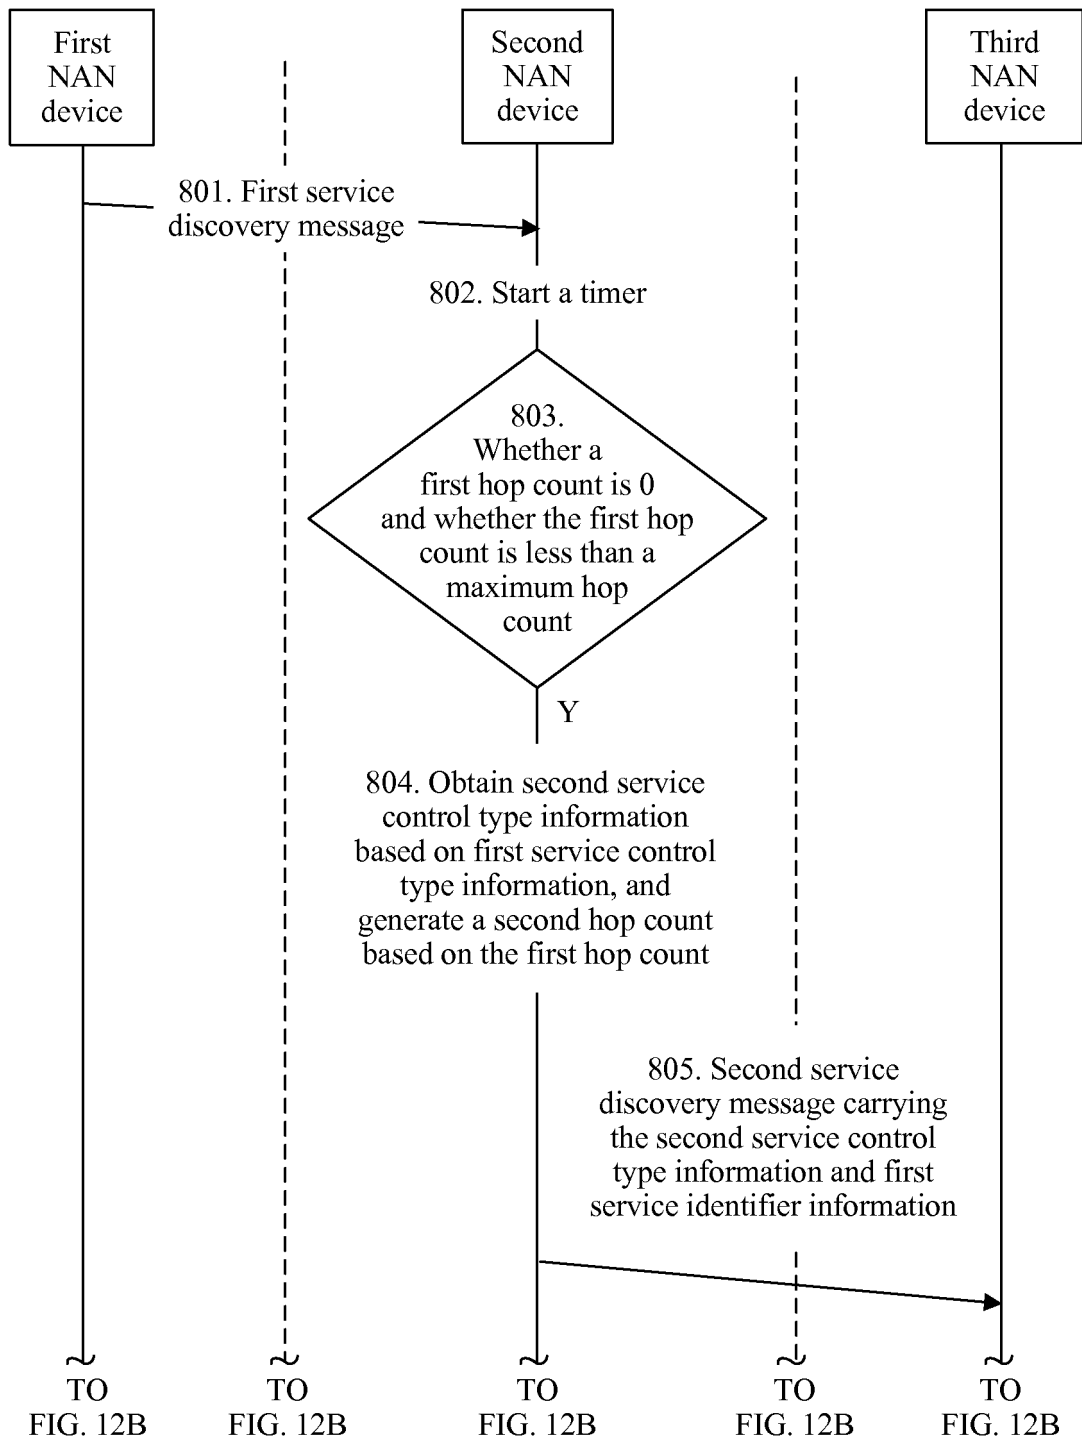 First
NAN
device
Second
NAN
device
Third
NAN
device
801. First service
discovery message
802. Start a timer
803.
Whether a
first hop count is 0
and whether the first hop
count is less than a
maximum hop
count
Y
804. Obtain second service
control type information
based on first service control
type information, and
generate a second hop count
based on the first hop count
805. Second service
discovery message carrying
the second service control
type information and first
service identifier information
TO
FIG. 12B
TO
FIG. 12B
TO
FIG. 12B
TO
FIG. 12B
TO
FIG. 12B